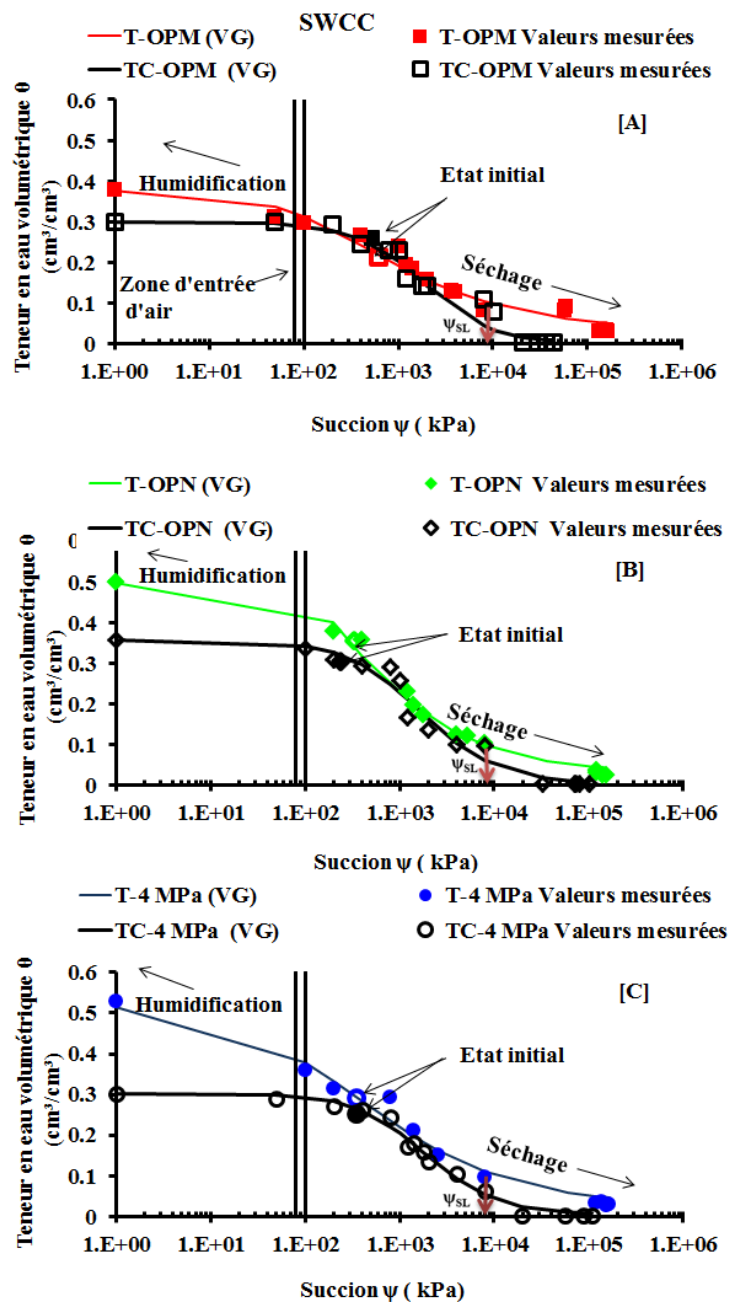 SWCC
T-OPM (VG)
T-OPM Valeurs mesurées
TC-OPM (VG)
TC-OPM Valeurs mesurées
Teneur en eau volumétrique θ
(cm³/cm³)
0.6
0.5
0.4
0.3
0.2
0.1
0
[A]
Humidification
Etat initial
Zone d'entrée
d'air
Séchage
ψSL
1.E+00 1.E+01 1.E+02 1.E+03 1.E+04 1.E+05 1.E+06
Succion ψ ( kPa)
T-OPN (VG)
T-OPN Valeurs mesurées
TC-OPN (VG)
TC-OPN Valeurs mesurées
Teneur en eau volumétrique θ
(cm³/cm³)
0.5
0.4
0.3
0.2
0.1
0
[B]
Humidification
Etat initial
Séchage
ψSL
1.E+00 1.E+01 1.E+02 1.E+03 1.E+04 1.E+05 1.E+06
Succion ψ ( kPa)
T-4 MPa (VG)
T-4 MPa Valeurs mesurées
TC-4 MPa (VG)
TC-4 MPa Valeurs mesurées
Teneur en eau volumétrique θ
(cm³/cm³)
0.6
0.5
0.4
0.3
0.2
0.1
0
[C]
Humidification
Etat initial
Séchage
ψSL
1.E+00 1.E+01 1.E+02 1.E+03 1.E+04 1.E+05 1.E+06
Succion ψ ( kPa)